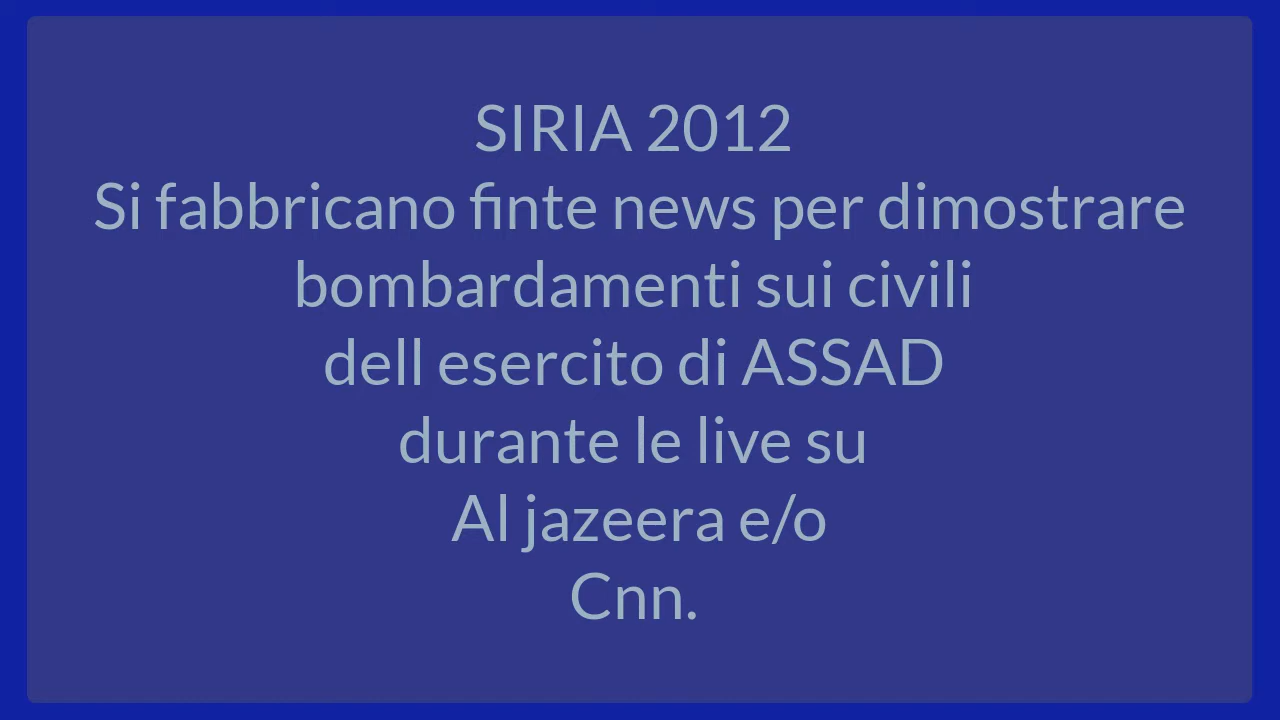 SIRIA 2012
Si fabbricano finte news per dimostrare
bombardamenti sui civili
dell esercito di ASSAD
durante le live su
Al jazeera e/o
Cnn.